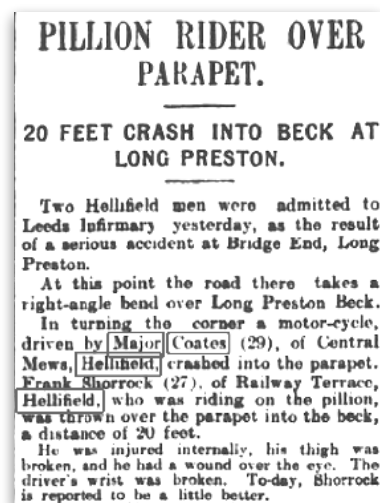 PILLION RIDER OVER
PARAPET.
20 FEET CRASH INTO BECK AT
LONG PRESTON.
Two Hellifield men were admitted to
Leeds Infirmary yesterday, as the result
of a serious accident at Bridge End, Long
Preston.
At this point the road there takes a
right-angle bend over Long Preston Beck.
In turning the corner a motor-cycle,
driven by Major Coates (29), of Central
Mews, Hellifield, crashed into the parapet.
Frank Shorrock (27), of Railway Terrace,
Hellifield, who was riding on the pillion,
was thrown over the parapet into the beck,
a distance of 20 feet.
He was injured internally, his thigh was
broken, and he had a wound over the eye. The
driver's wrist was broken. To-day, Shorrock
is reported to be a little better.